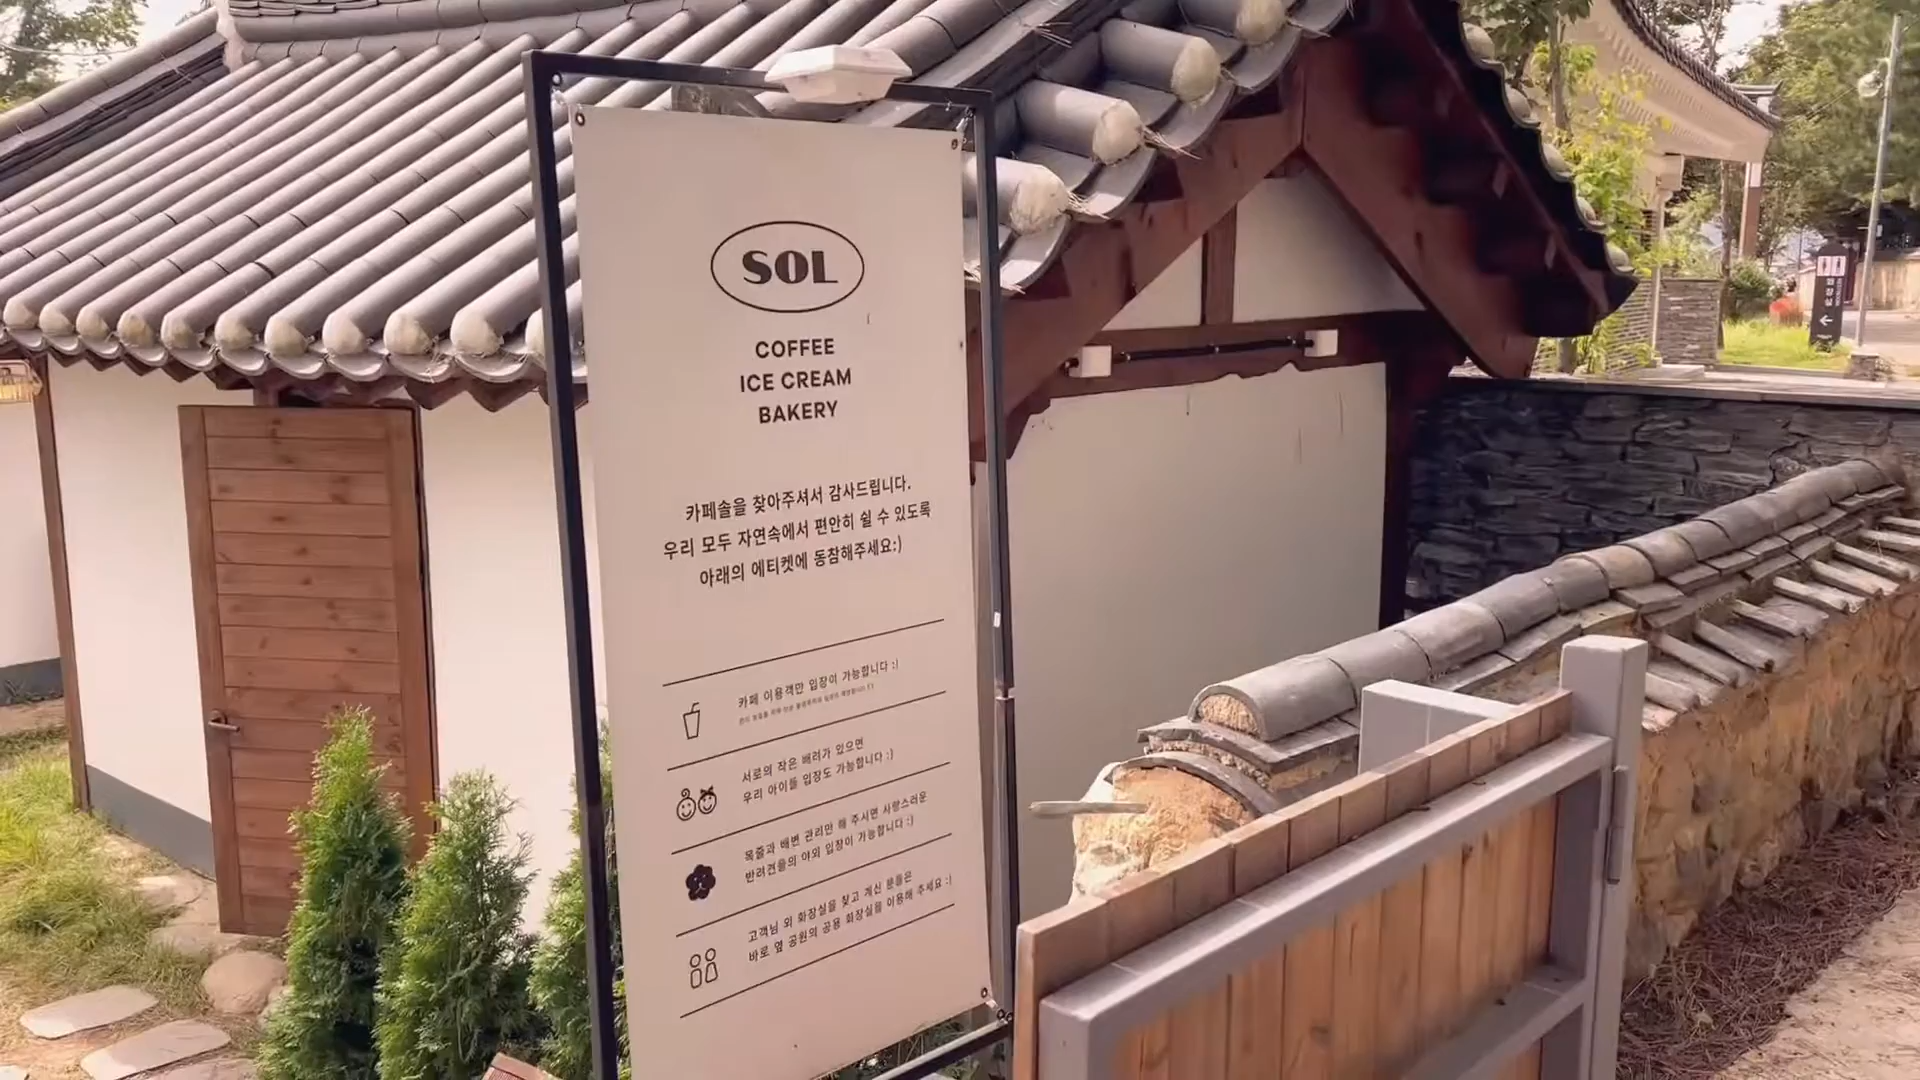 SOL
COFFEE
ICE CREAM
BAKERY
카페솔을 찾아주셔서 감사드립니다.
우리 모두 자연속에서 편안히 쉴 수 있도록
아래의 에티켓에 동참해주세요:)
카페 이용객만 입장이 가능합니다 :)
서로의 작은 배려가 있으면
우리 아이들 입장도 가능합니다 :)
목줄과 배변 관리만 해 주시면 사랑스러운
반려견들의 야외 입장이 가능합니다 :)
고객님 외 화장실을 찾고 계신 분들은
바로 옆 공원의 공용 화장실을 이용해 주세요 :)
화장실